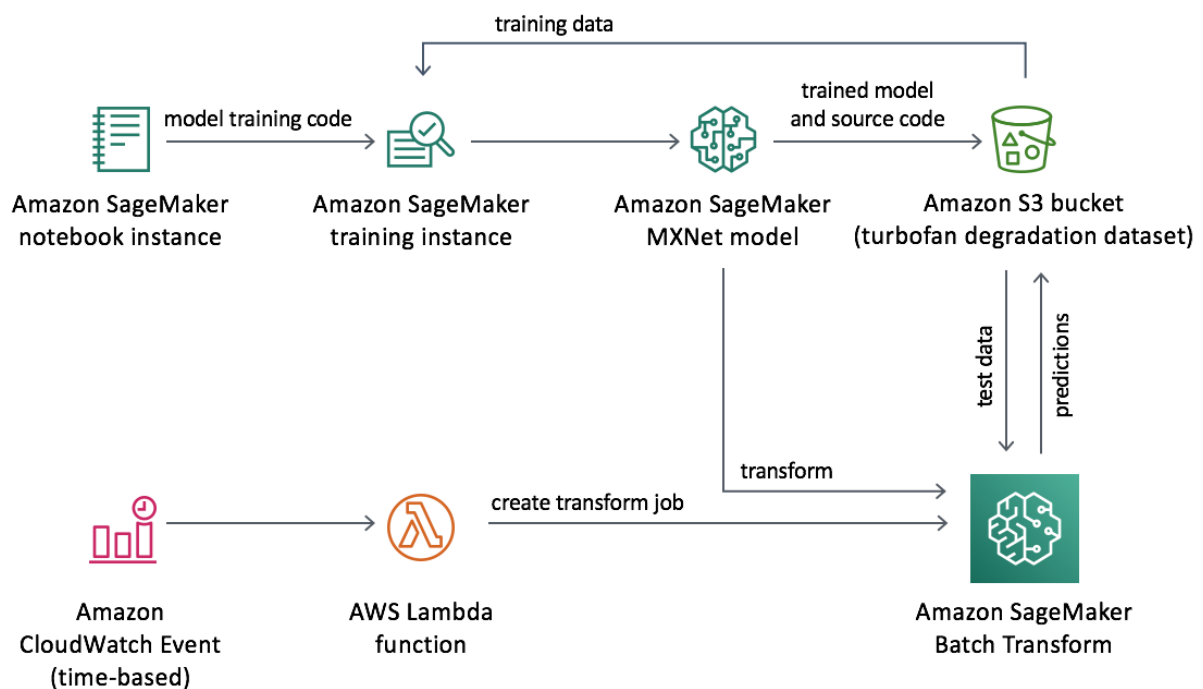 training data
model training code
trained model
and source code
Amazon SageMaker
notebook instance
Amazon SageMaker
training instance
Amazon SageMaker
MXNet model
Amazon S3 bucket
(turbofan degradation dataset)
test data
predictions
transform
create transform job
Amazon
CloudWatch Event
(time-based)
AWS Lambda
function
Amazon SageMaker
Batch Transform